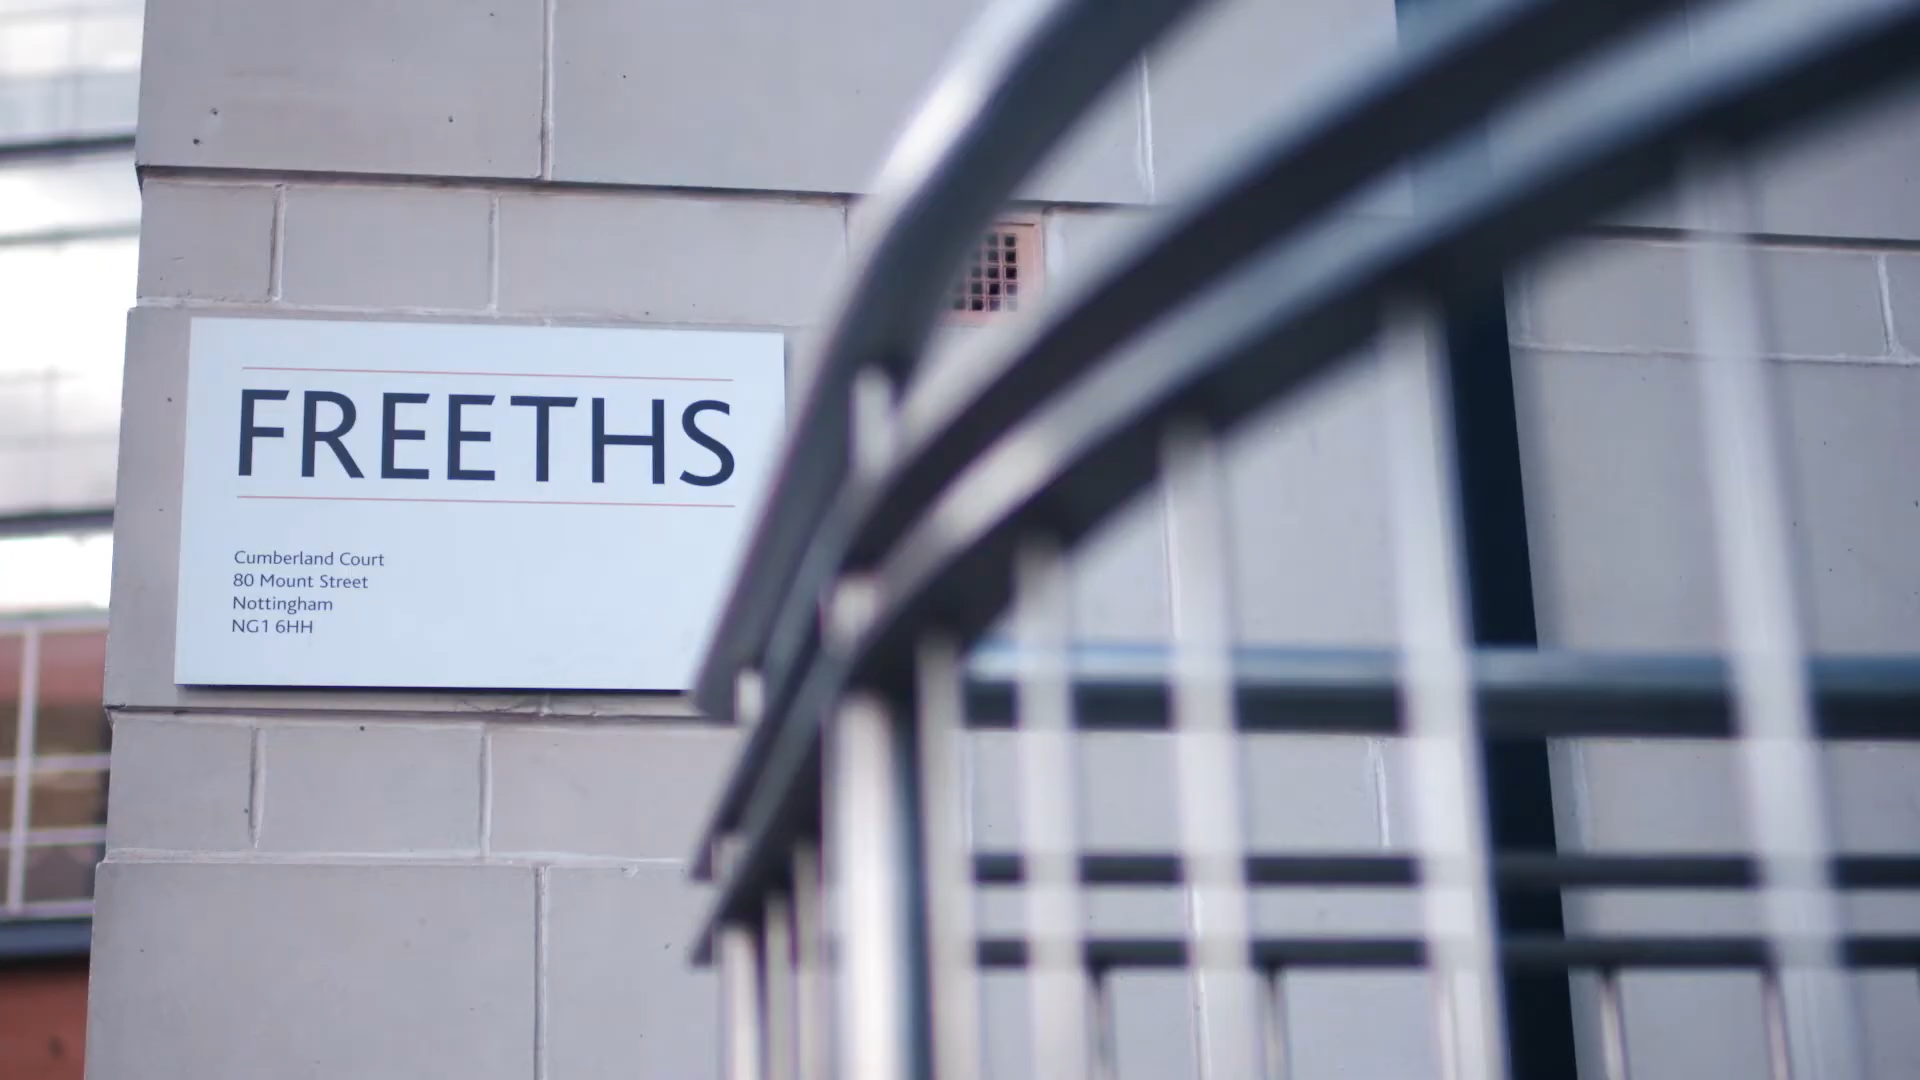 FREETHS
Cumberland Court
80 Mount Street
Nottingham
NG1 6HH